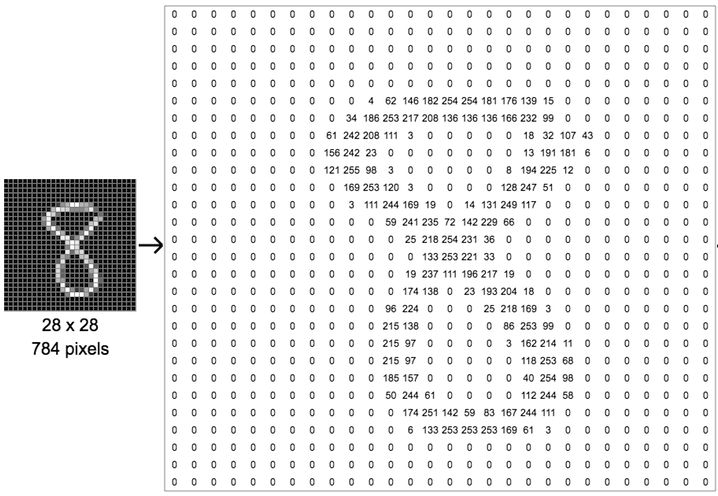 0 0 0 0 0 0 0 0 0 0 0 0 0 0 0 0 0 0 0 0 0 0 0 0 0 0 0 0
0 0 0 0 0 0 0 0 0 0 0 0 0 0 0 0 0 0 0 0 0 0 0 0 0 0 0 0
0 0 0 0 0 0 0 0 0 0 0 0 0 0 0 0 0 0 0 0 0 0 0 0 0 0 0 0
0 0 0 0 0 0 0 0 0 0 0 0 0 0 0 0 0 0 0 0 0 0 0 0 0 0 0 0
0 0 0 0 0 0 0 0 0 0 0 0 0 0 0 0 0 0 0 0 0 0 0 0 0 0 0 0
0 0 0 0 0 0 0 0 0 0 4 62 146 182 254 254 181 176 139 15 0 0 0 0 0 0 0 0
0 0 0 0 0 0 0 0 0 34 186 253 217 208 136 136 136 166 232 99 0 0 0 0 0 0 0 0
0 0 0 0 0 0 0 0 61 242 208 111 3 0 0 0 0 0 18 32 107 43 0 0 0 0 0 0
0 0 0 0 0 0 0 0 156 242 23 0 0 0 0 0 0 0 13 191 181 6 0 0 0 0 0 0
0 0 0 0 0 0 0 0 121 255 98 3 0 0 0 0 0 8 194 225 12 0 0 0 0 0 0 0
0 0 0 0 0 0 0 0 0 169 253 120 3 0 0 0 0 128 247 51 0 0 0 0 0 0 0 0
0 0 0 0 0 0 0 0 0 3 111 244 169 19 0 14 131 249 117 0 0 0 0 0 0 0 0 0
0 0 0 0 0 0 0 0 0 0 0 59 241 235 72 142 229 66 0 0 0 0 0 0 0 0 0 0
0 0 0 0 0 0 0 0 0 0 0 0 25 218 254 231 36 0 0 0 0 0 0 0 0 0 0 0
0 0 0 0 0 0 0 0 0 0 0 0 0 133 253 221 33 0 0 0 0 0 0 0 0 0 0 0
0 0 0 0 0 0 0 0 0 0 0 0 19 237 111 196 217 19 0 0 0 0 0 0 0 0 0 0
0 0 0 0 0 0 0 0 0 0 0 0 174 138 0 23 193 204 18 0 0 0 0 0 0 0 0 0
0 0 0 0 0 0 0 0 0 0 0 96 224 0 0 0 25 218 169 3 0 0 0 0 0 0 0 0
0 0 0 0 0 0 0 0 0 0 0 215 138 0 0 0 0 86 253 99 0 0 0 0 0 0 0 0
0 0 0 0 0 0 0 0 0 0 0 215 97 0 0 0 0 3 162 214 11 0 0 0 0 0 0 0
0 0 0 0 0 0 0 0 0 0 0 215 97 0 0 0 0 0 118 253 68 0 0 0 0 0 0 0
0 0 0 0 0 0 0 0 0 0 0 185 157 0 0 0 0 0 40 254 98 0 0 0 0 0 0 0
0 0 0 0 0 0 0 0 0 0 0 50 244 61 0 0 0 0 112 244 58 0 0 0 0 0 0 0
0 0 0 0 0 0 0 0 0 0 0 0 174 251 142 59 83 167 244 111 0 0 0 0 0 0 0 0
0 0 0 0 0 0 0 0 0 0 0 0 6 133 253 253 253 169 61 3 0 0 0 0 0 0 0 0
0 0 0 0 0 0 0 0 0 0 0 0 0 0 0 0 0 0 0 0 0 0 0 0 0 0 0 0
0 0 0 0 0 0 0 0 0 0 0 0 0 0 0 0 0 0 0 0 0 0 0 0 0 0 0 0
0 0 0 0 0 0 0 0 0 0 0 0 0 0 0 0 0 0 0 0 0 0 0 0 0 0 0 0
8
28 x 28
784 pixels